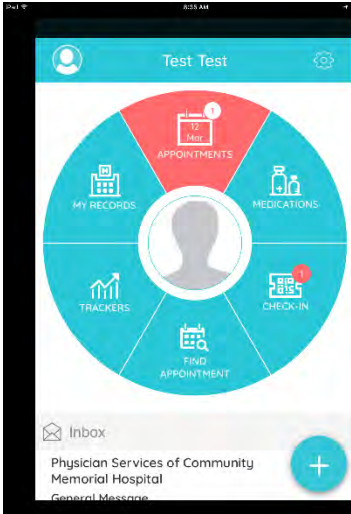 iPad
8:55 AM
Test Test
1
12
Mar
APPOINTMENTS
MY RECORDS
MEDICATIONS
TRACKERS
1
CHECK-IN
FIND
APPOINTMENT
Inbox
Physician Services of Community
Memorial Hospital
General Message
+